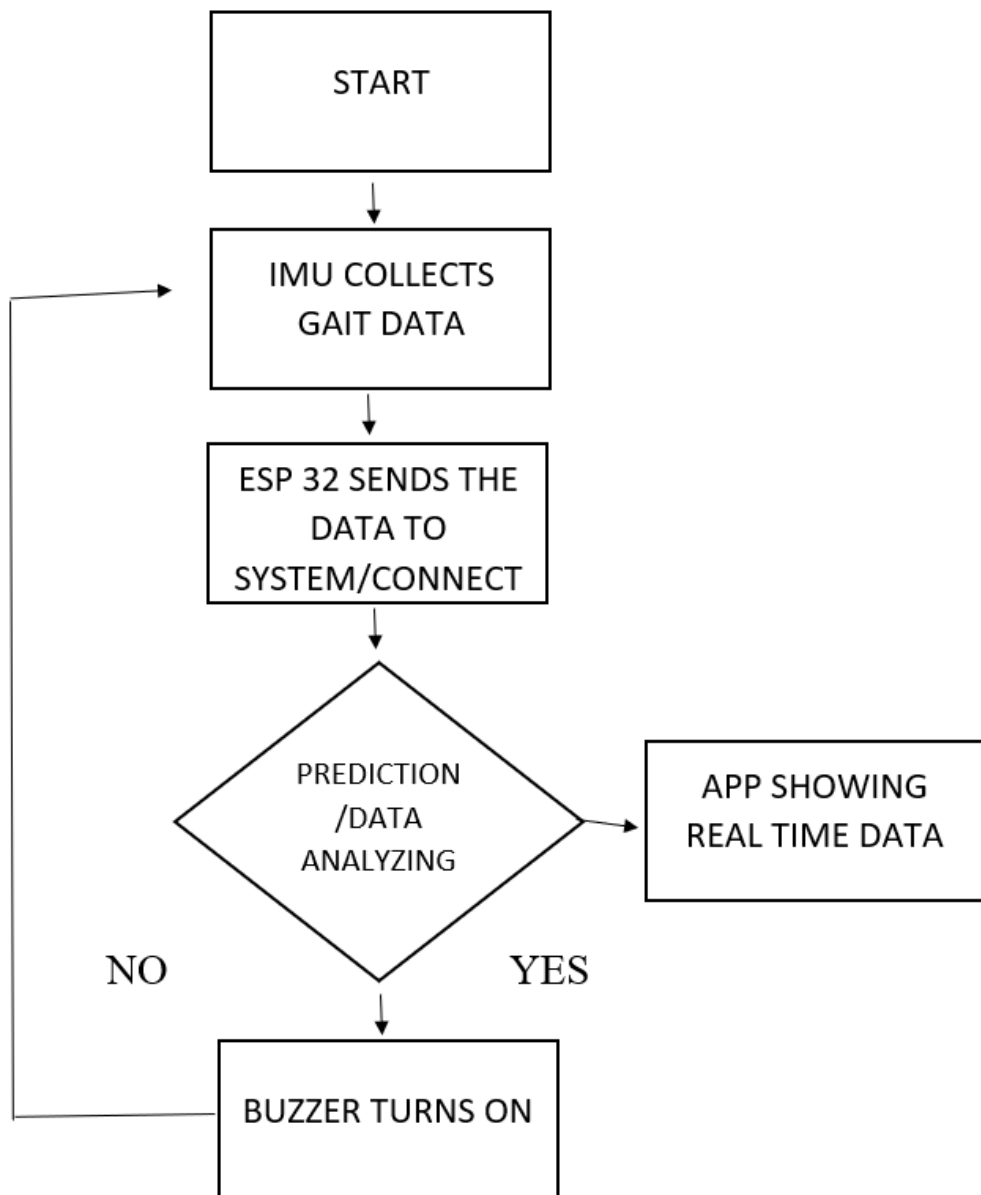 START
IMU COLLECTS
GAIT DATA
ESP 32 SENDS THE
DATA TO
SYSTEM/CONNECT
PREDICTION
/DATA
ANALYZING
APP SHOWING
REAL TIME DATA
NO
YES
BUZZER TURNS ON